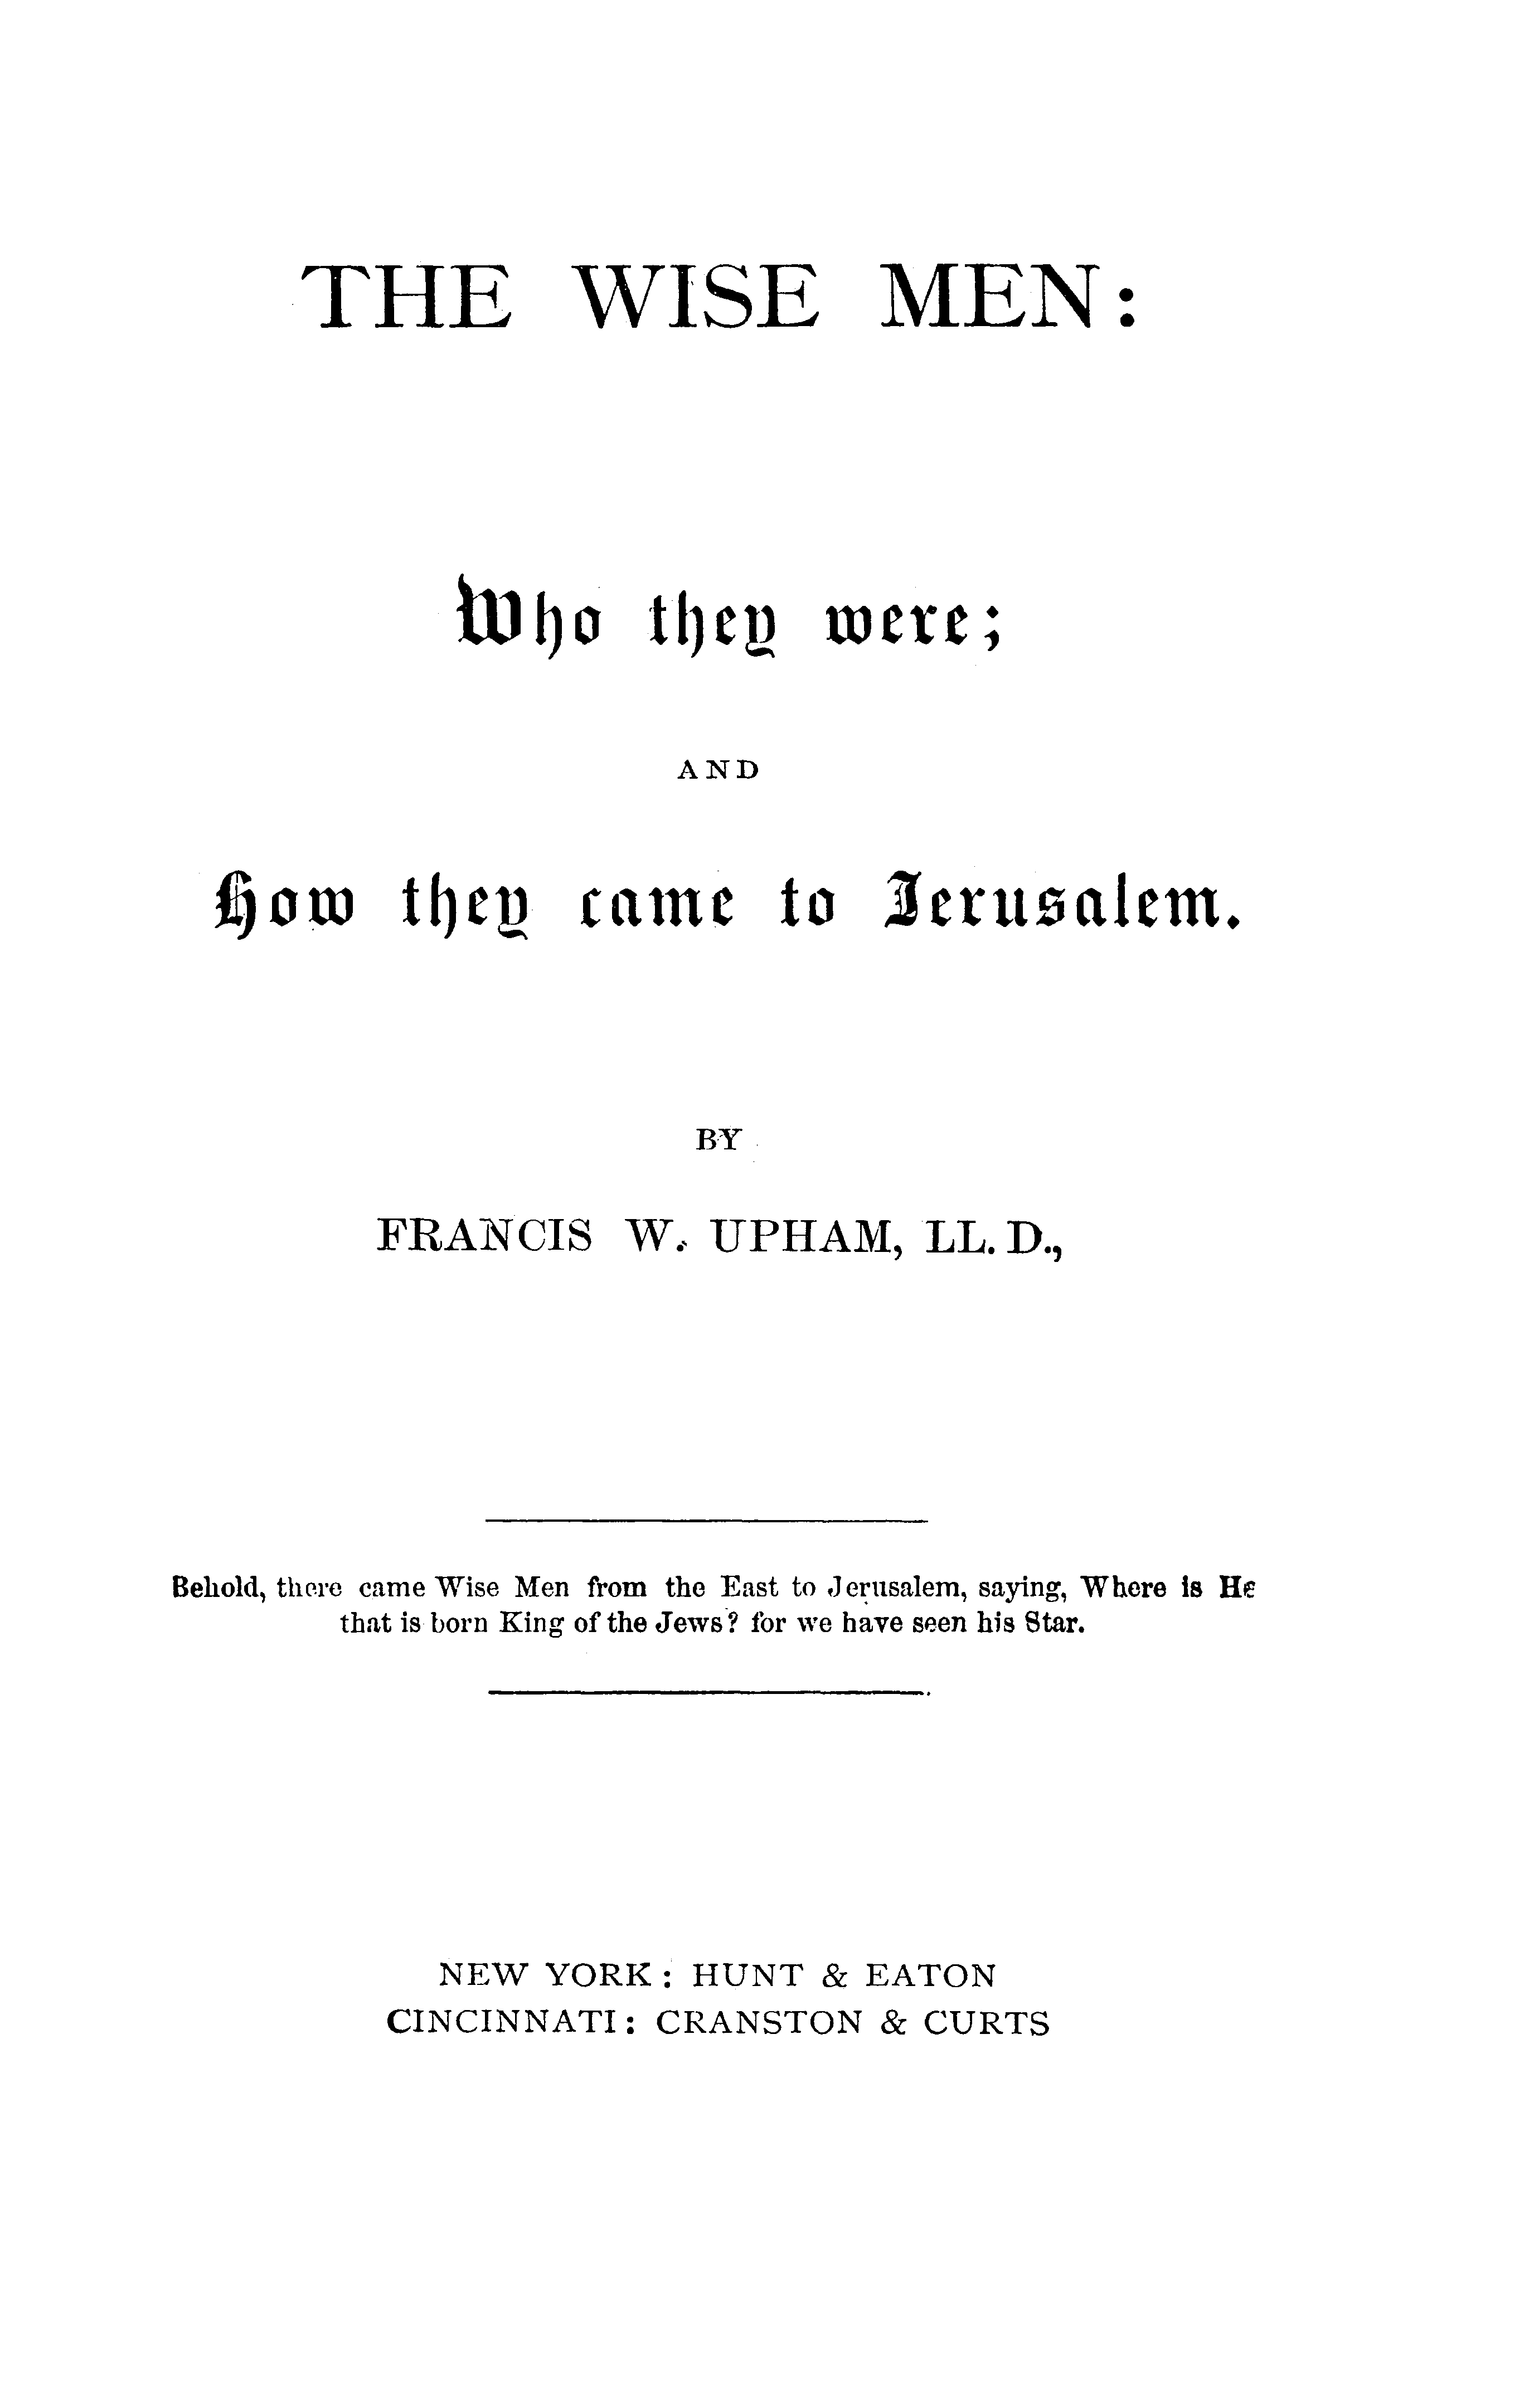 THE WISE MEN:
Who they were;
AND
How they came to Jerusalem.
BY
FRANCIS W. UPHAM, LL. D.,
Behold, there came Wise Men from the East to Jerusalem, saying, Where is He
that is born King of the Jews? for we have seen his Star.
NEW YORK: HUNT & EATON
CINCINNATI: CRANSTON & CURTS